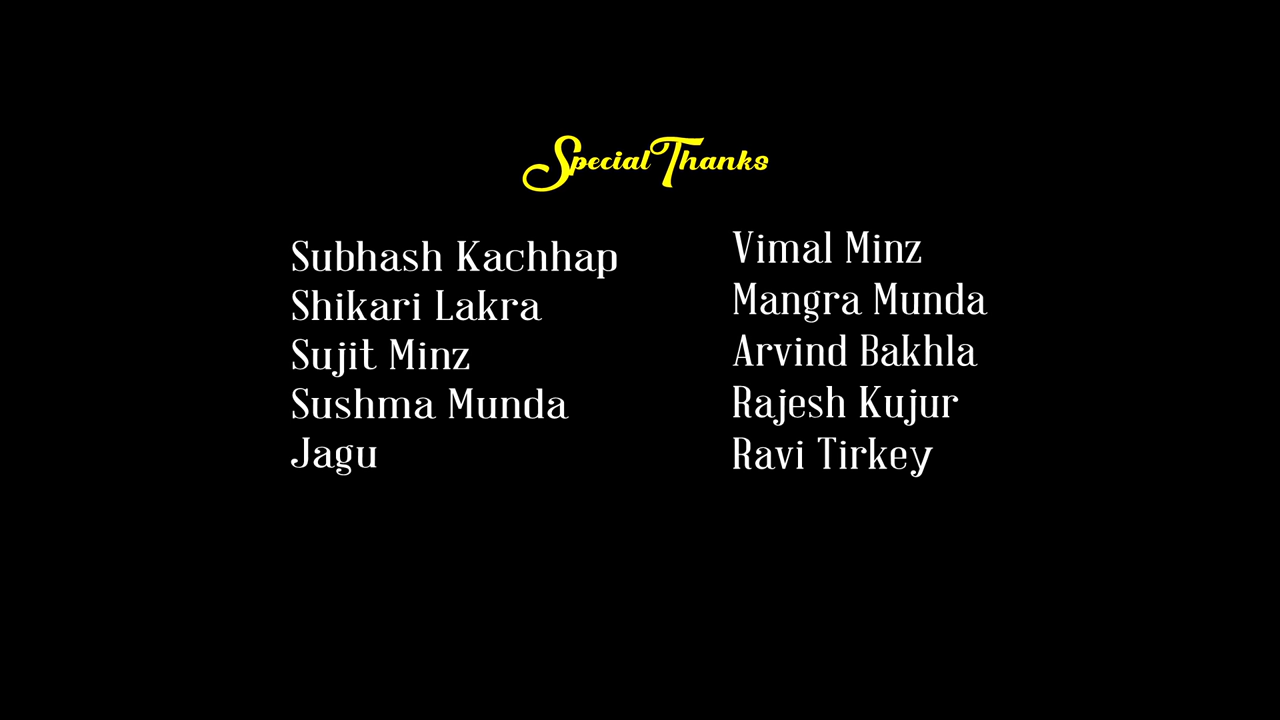 Special Thanks
Subhash Kachhap
Shikari Lakra
Sujit Minz
Sushma Munda
Jagu
Vimal Minz
Mangra Munda
Arvind Bakhla
Rajesh Kujur
Ravi Tirkey